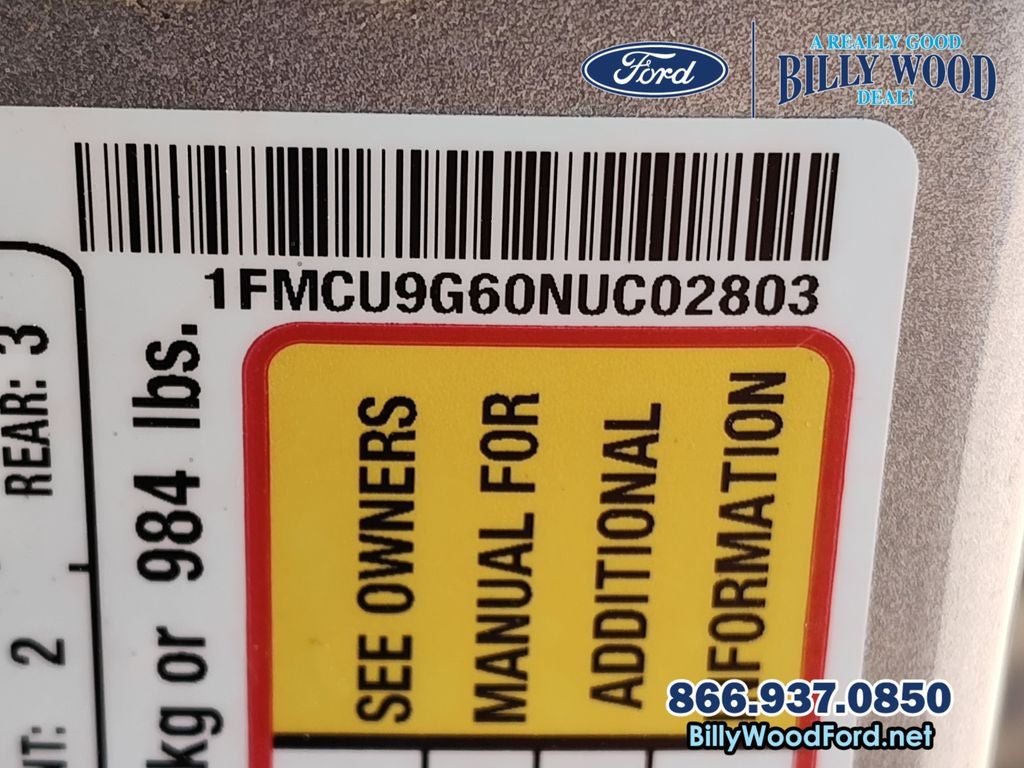 Ford
A REALLY GOOD
BILLY WOOD
DEAL!
1FMCU9G60NUC02803
REAR: 3
2
kg or 984 lbs.
SEE OWNERS
MANUAL FOR
ADDITIONAL
INFORMATION
866.937.0850
BillyWoodFord.net